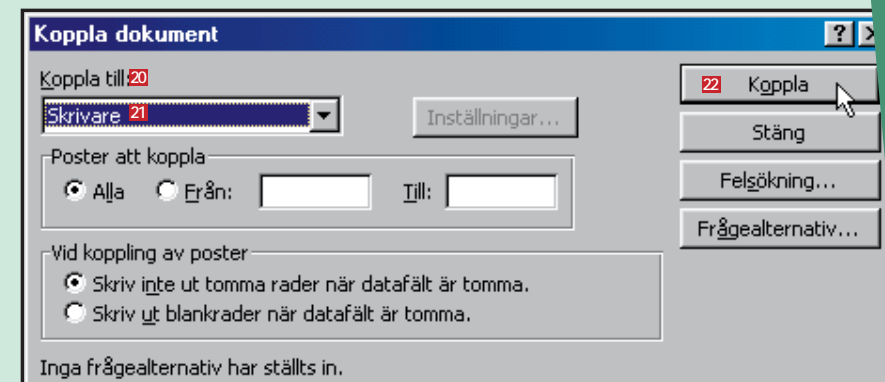 Koppla dokument
Koppla till: 20
Skrivare 21
Inställningar...
Poster att koppla
Alla Från: Till:
Vid koppling av poster
Skriv inte ut tomma rader när datafält är tomma.
Skriv ut blankrader när datafält är tomma.
Inga frågealternativ har ställts in.
22 Koppla
Stäng
Felsökning...
Frågealternativ...